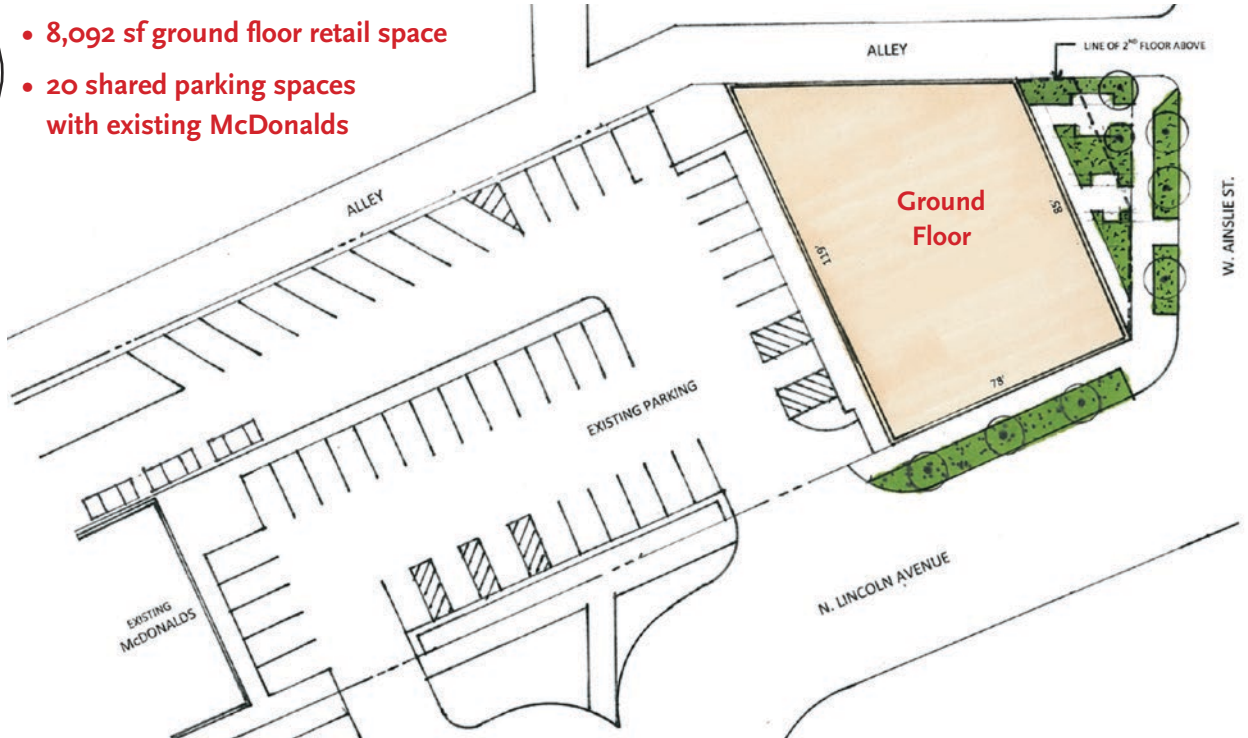 • 8,092 sf ground floor retail space
• 20 shared parking spaces
with existing McDonalds
ALLEY
LINE OF 2ND FLOOR ABOVE
ALLEY
Ground
Floor
85'
119'
W. AINSLIE ST.
78'
EXISTING PARKING
N. LINCOLN AVENUE
EXISTING
McDONALDS